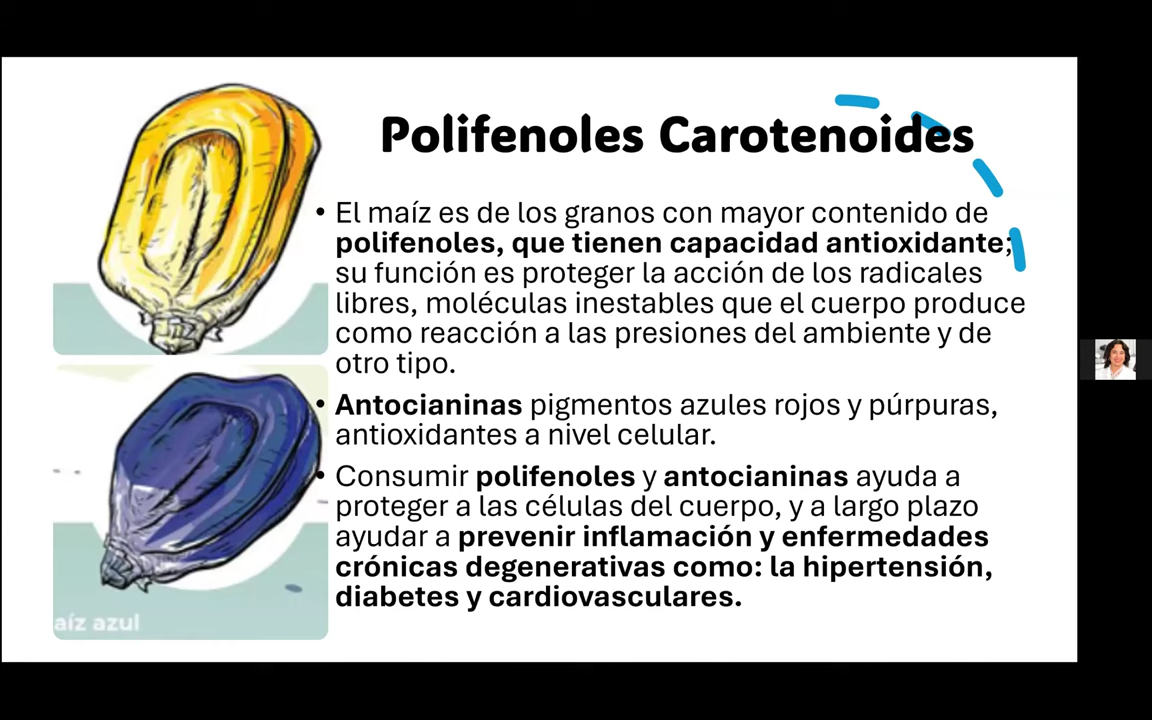 Polifenoles Carotenoides
• El maíz es de los granos con mayor contenido de
polifenoles, que tienen capacidad antioxidante;
su función es proteger la acción de los radicales
libres, moléculas inestables que el cuerpo produce
como reacción a las presiones del ambiente y de
otro tipo.
• Antocianinas pigmentos azules rojos y púrpuras,
antioxidantes a nivel celular.
• Consumir polifenoles y antocianinas ayuda a
proteger a las células del cuerpo, y a largo plazo
ayudar a prevenir inflamación y enfermedades
crónicas degenerativas como: la hipertensión,
diabetes y cardiovasculares.
aíz azul